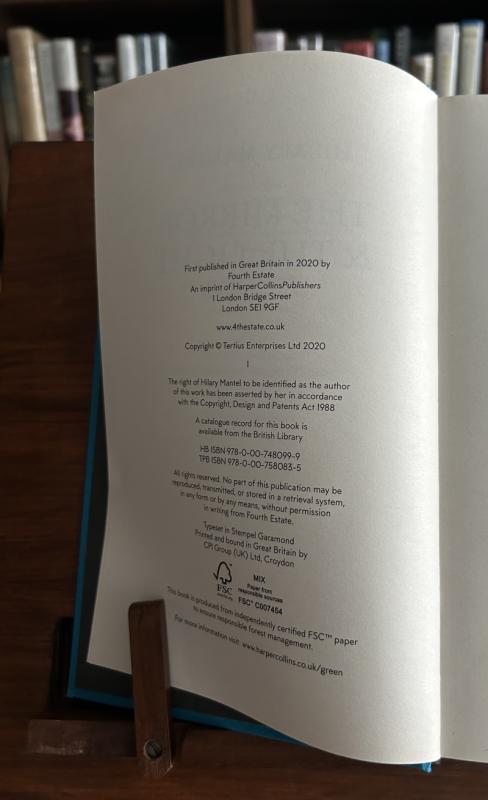 First published in Great Britain in 2020 by
Fourth Estate
An imprint of HarperCollinsPublishers
1 London Bridge Street
London SE1 9GF
www.4thestate.co.uk
Copyright © Tertius Enterprises Ltd 2020
1
The right of Hilary Mantel to be identified as the author
of this work has been asserted by her in accordance
with the Copyright, Design and Patents Act 1988
A catalogue record for this book is
available from the British Library
HB ISBN 978-0-00-748099-9
TPB ISBN 978-0-00-758083-5
All rights reserved. No part of this publication may be
reproduced, transmitted, or stored in a retrieval system,
in any form or by any means, without permission
in writing from Fourth Estate.
Typeset in Stempel Garamond
Printed and bound in Great Britain by
CPI Group (UK) Ltd, Croydon
FSC
MIX
Paper from
responsible sources
FSC® C007454
This book is produced from independently certified FSC™ paper
to ensure responsible forest management.
For more information visit: www.harpercollins.co.uk/green